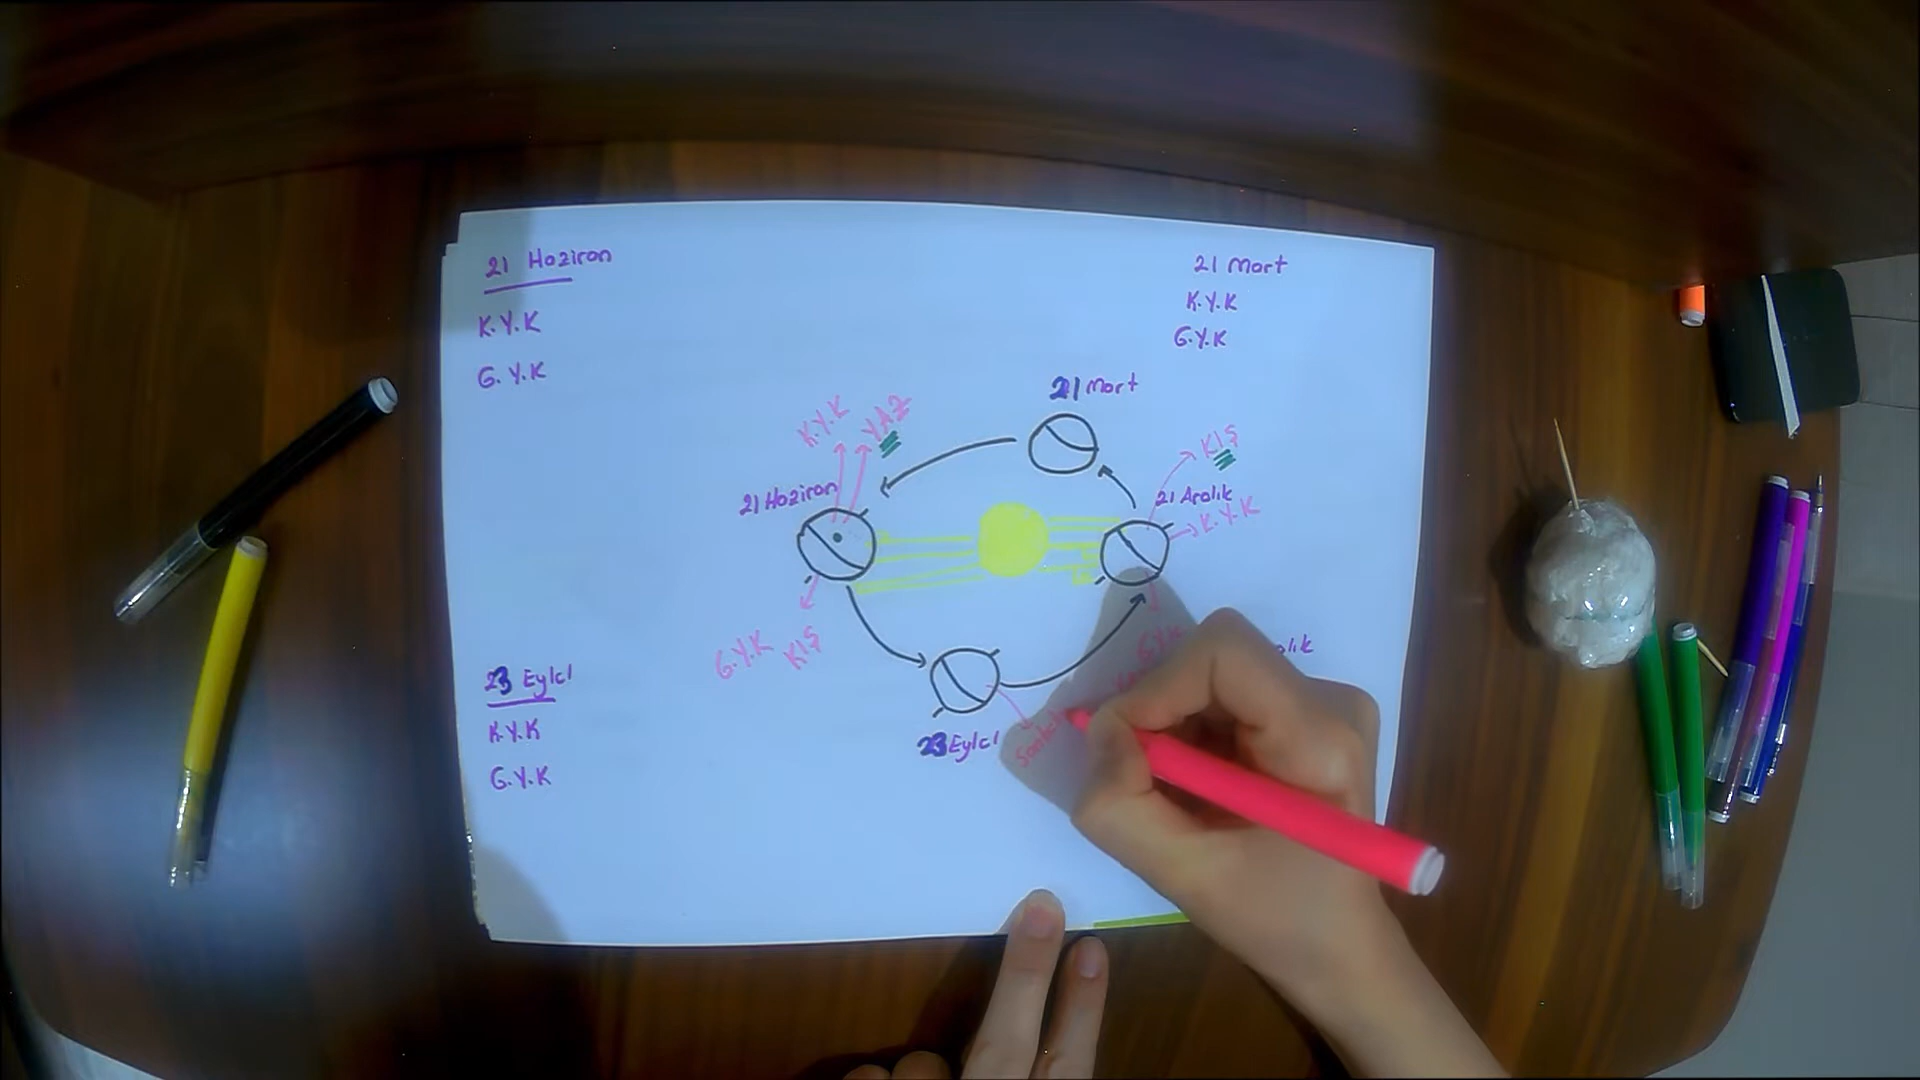 21 Haziran
K.Y.K
G.Y.K
21 Mart
K.Y.K
G.Y.K
21 Mart
K.Y.K
YAZ
KIŞ
21 Haziran
21 Aralık
K.Y.K
G.Y.K
KIŞ
G.Y.K
23 Eylül
K.Y.K
G.Y.K
23 Eylül